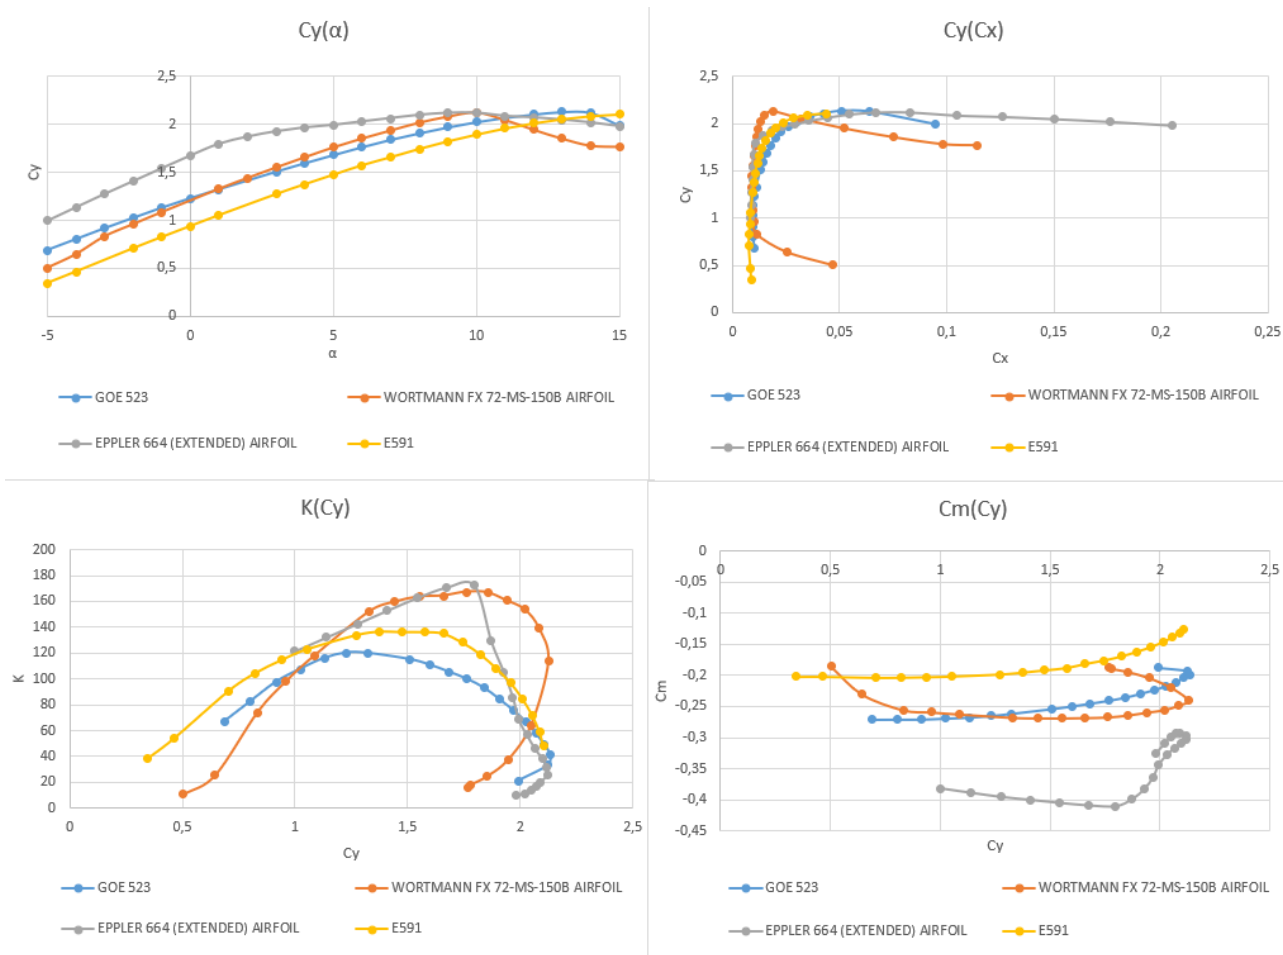 Cy(α)
Cy
2,5
2
1,5
1
0,5
0
-5
0
5
10
15
α
GOE 523
WORTMANN FX 72-MS-150B AIRFOIL
EPPLER 664 (EXTENDED) AIRFOIL
E591
Cy(Cx)
Cy
2,5
2
1,5
1
0,5
0
0
0,05
0,1
0,15
0,2
0,25
Cx
GOE 523
WORTMANN FX 72-MS-150B AIRFOIL
EPPLER 664 (EXTENDED) AIRFOIL
E591
K(Cy)
K
200
180
160
140
120
100
80
60
40
20
0
0
0,5
1
1,5
2
2,5
Cy
GOE 523
WORTMANN FX 72-MS-150B AIRFOIL
EPPLER 664 (EXTENDED) AIRFOIL
E591
Cm(Cy)
Cm
0
-0,05
-0,1
-0,15
-0,2
-0,25
-0,3
-0,35
-0,4
-0,45
0
0,5
1
1,5
2
2,5
Cy
GOE 523
WORTMANN FX 72-MS-150B AIRFOIL
EPPLER 664 (EXTENDED) AIRFOIL
E591